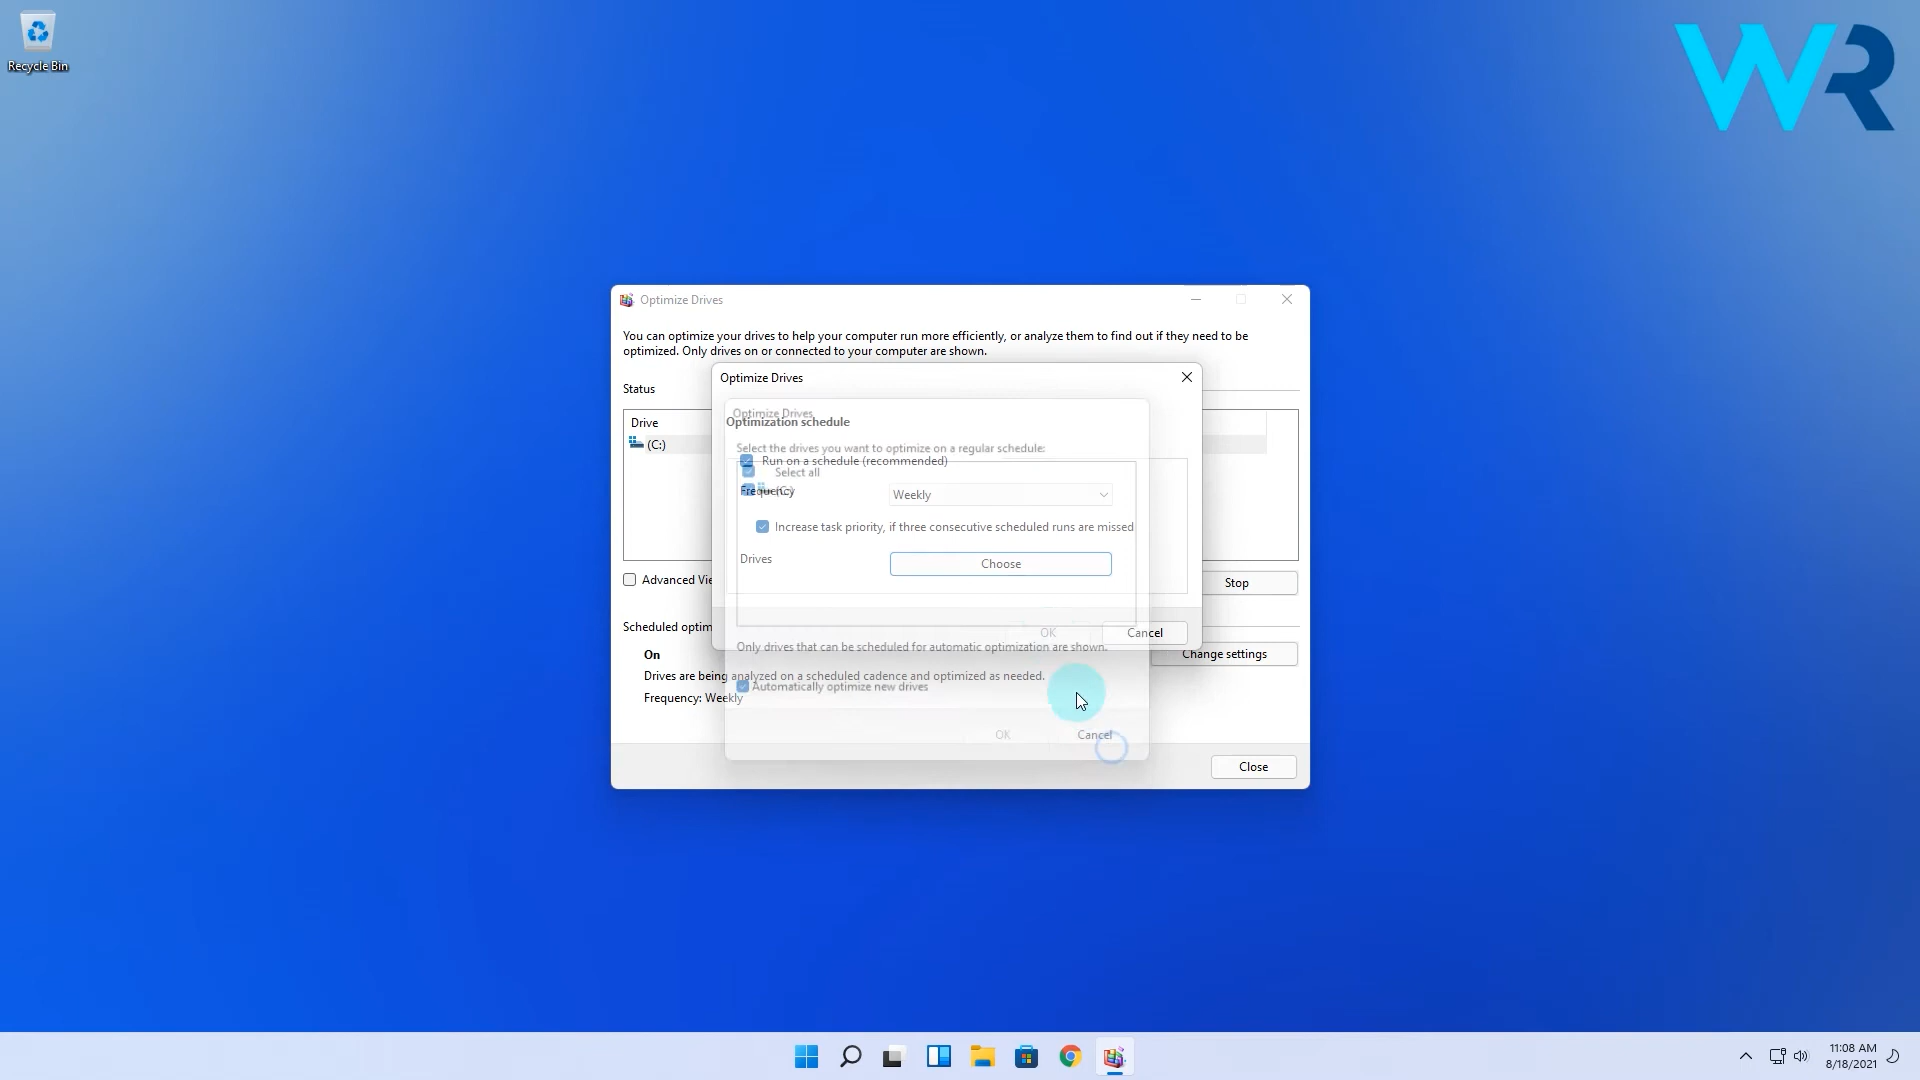 Recycle Bin
WR
Optimize Drives
You can optimize your drives to help your computer run more efficiently, or analyze them to find out if they need to be
optimized. Only drives on or connected to your computer are shown.
Status
Drive
(C:)
Advanced Vie
Stop
Scheduled optim
On
Change settings
Drives are being analyzed on a scheduled cadence and optimized as needed.
Frequency: Weekly
Close
Optimize Drives
Optimization schedule
Run on a schedule (recommended)
Frequency
Weekly
Increase task priority, if three consecutive scheduled runs are missed
Drives
Choose
OK
Cancel
Optimize Drives
Select the drives you want to optimize on a regular schedule:
Select all
(C:)
Only drives that can be scheduled for automatic optimization are shown.
Automatically optimize new drives
OK
Cancel
11:08 AM
8/18/2021